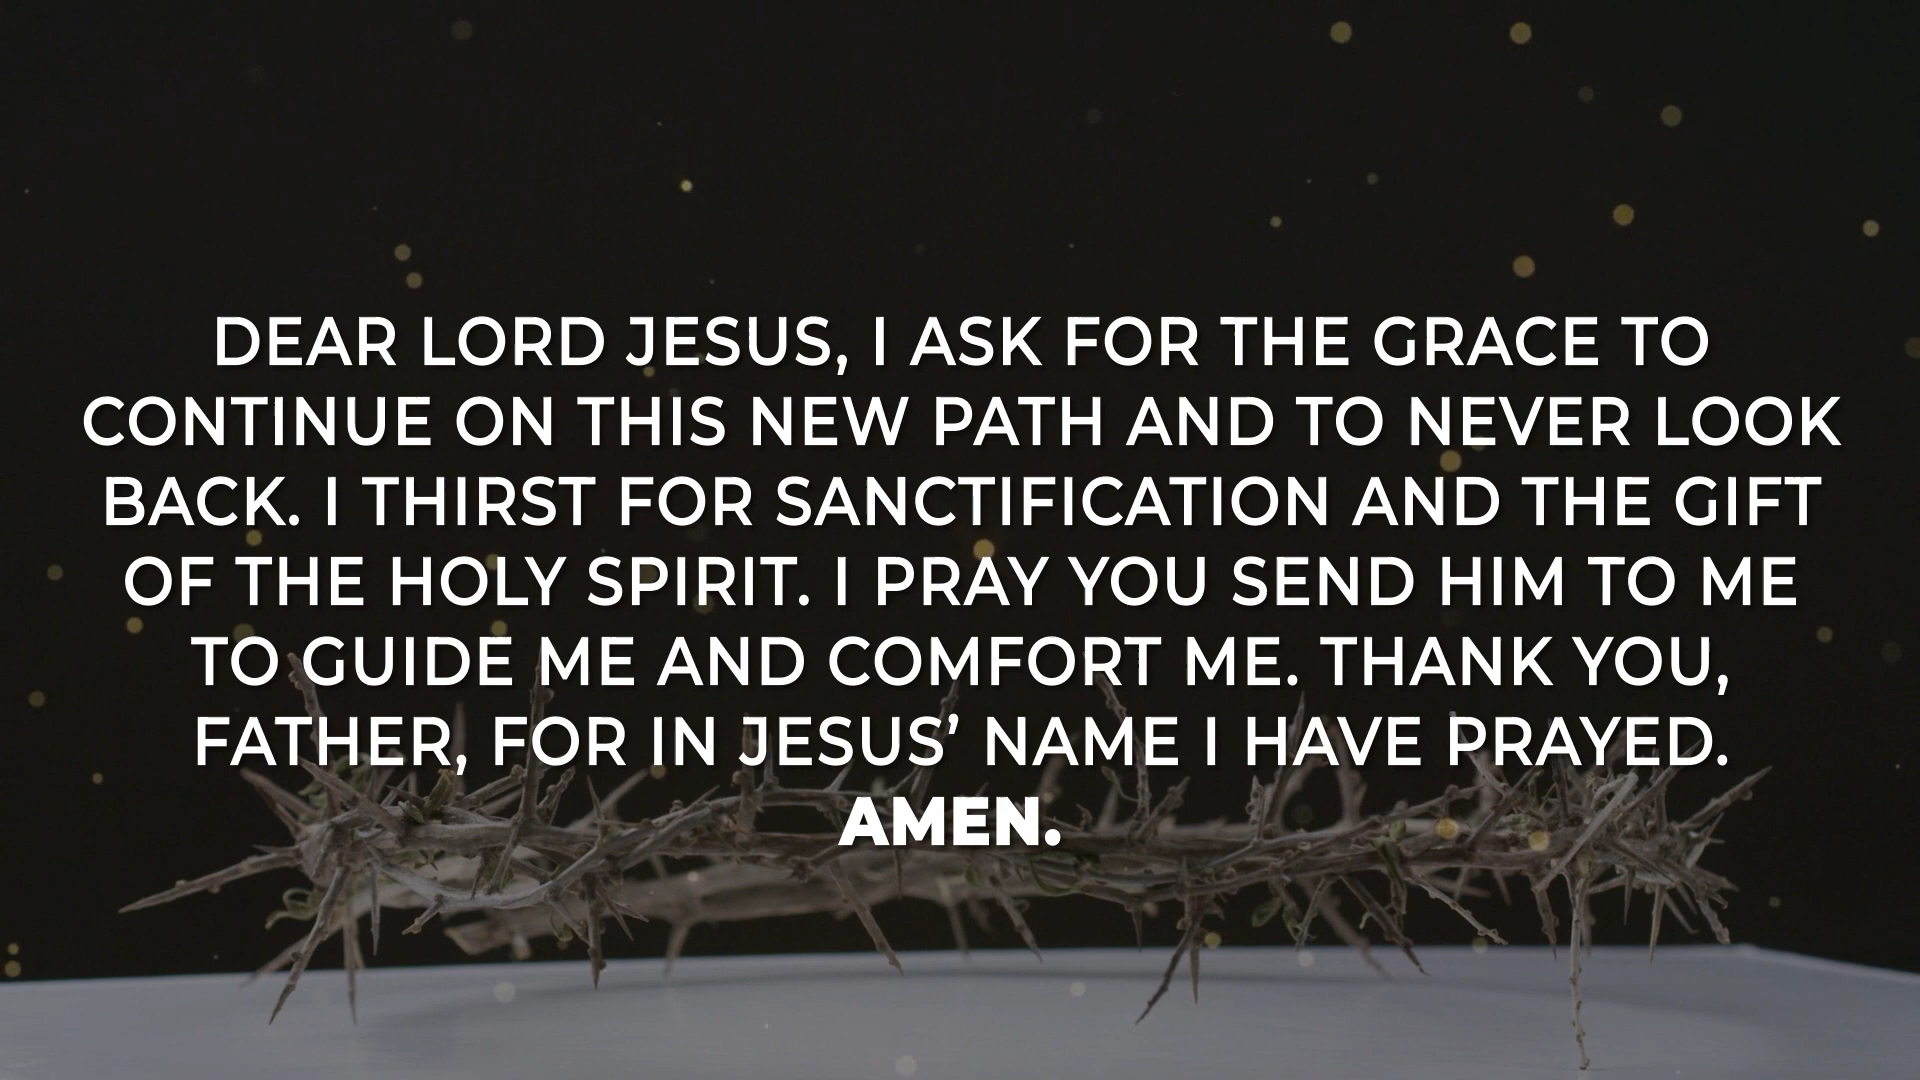 DEAR LORD JESUS, I ASK FOR THE GRACE TO
CONTINUE ON THIS NEW PATH AND TO NEVER LOOK
BACK. I THIRST FOR SANCTIFICATION AND THE GIFT
OF THE HOLY SPIRIT. I PRAY YOU SEND HIM TO ME
TO GUIDE ME AND COMFORT ME. THANK YOU,
FATHER, FOR IN JESUS’ NAME I HAVE PRAYED.
AMEN.